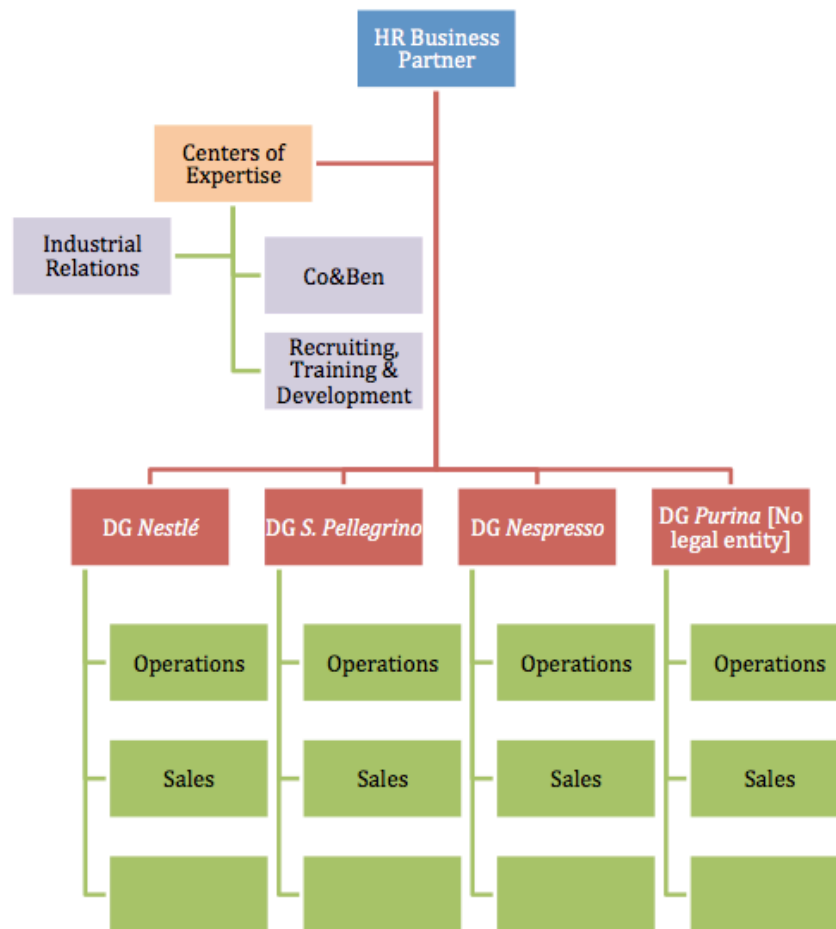 HR Business
Partner
Centers of
Expertise
Industrial
Relations
Co&Ben
Recruiting,
Training &
Development
DG Nestlé
DG S. Pellegrino
DG Nespresso
DG Purina [No
legal entity]
Operations
Operations
Operations
Operations
Sales
Sales
Sales
Sales